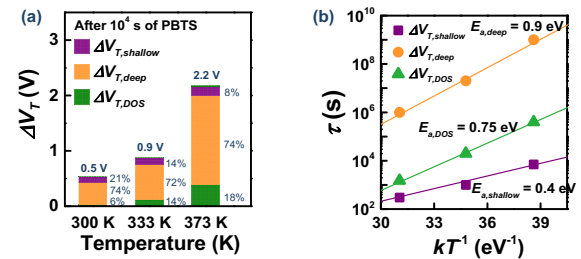 (a)
After 10⁴ s of PBTS
ΔV_T,shallow
ΔV_T,deep
ΔV_T,DOS
2.2 V
8%
74%
18%
0.9 V
14%
72%
14%
0.5 V
21%
74%
6%
3
2
1
0
ΔV_T (V)
300 K 333 K 373 K
Temperature (K)
(b)
ΔV_T,shallow
ΔV_T,deep
ΔV_T,DOS
E_a,deep = 0.9 eV
E_a,DOS = 0.75 eV
E_a,shallow = 0.4 eV
10¹⁰
10⁸
10⁶
10⁴
10²
τ (s)
30 35 40
kT⁻¹ (eV⁻¹)